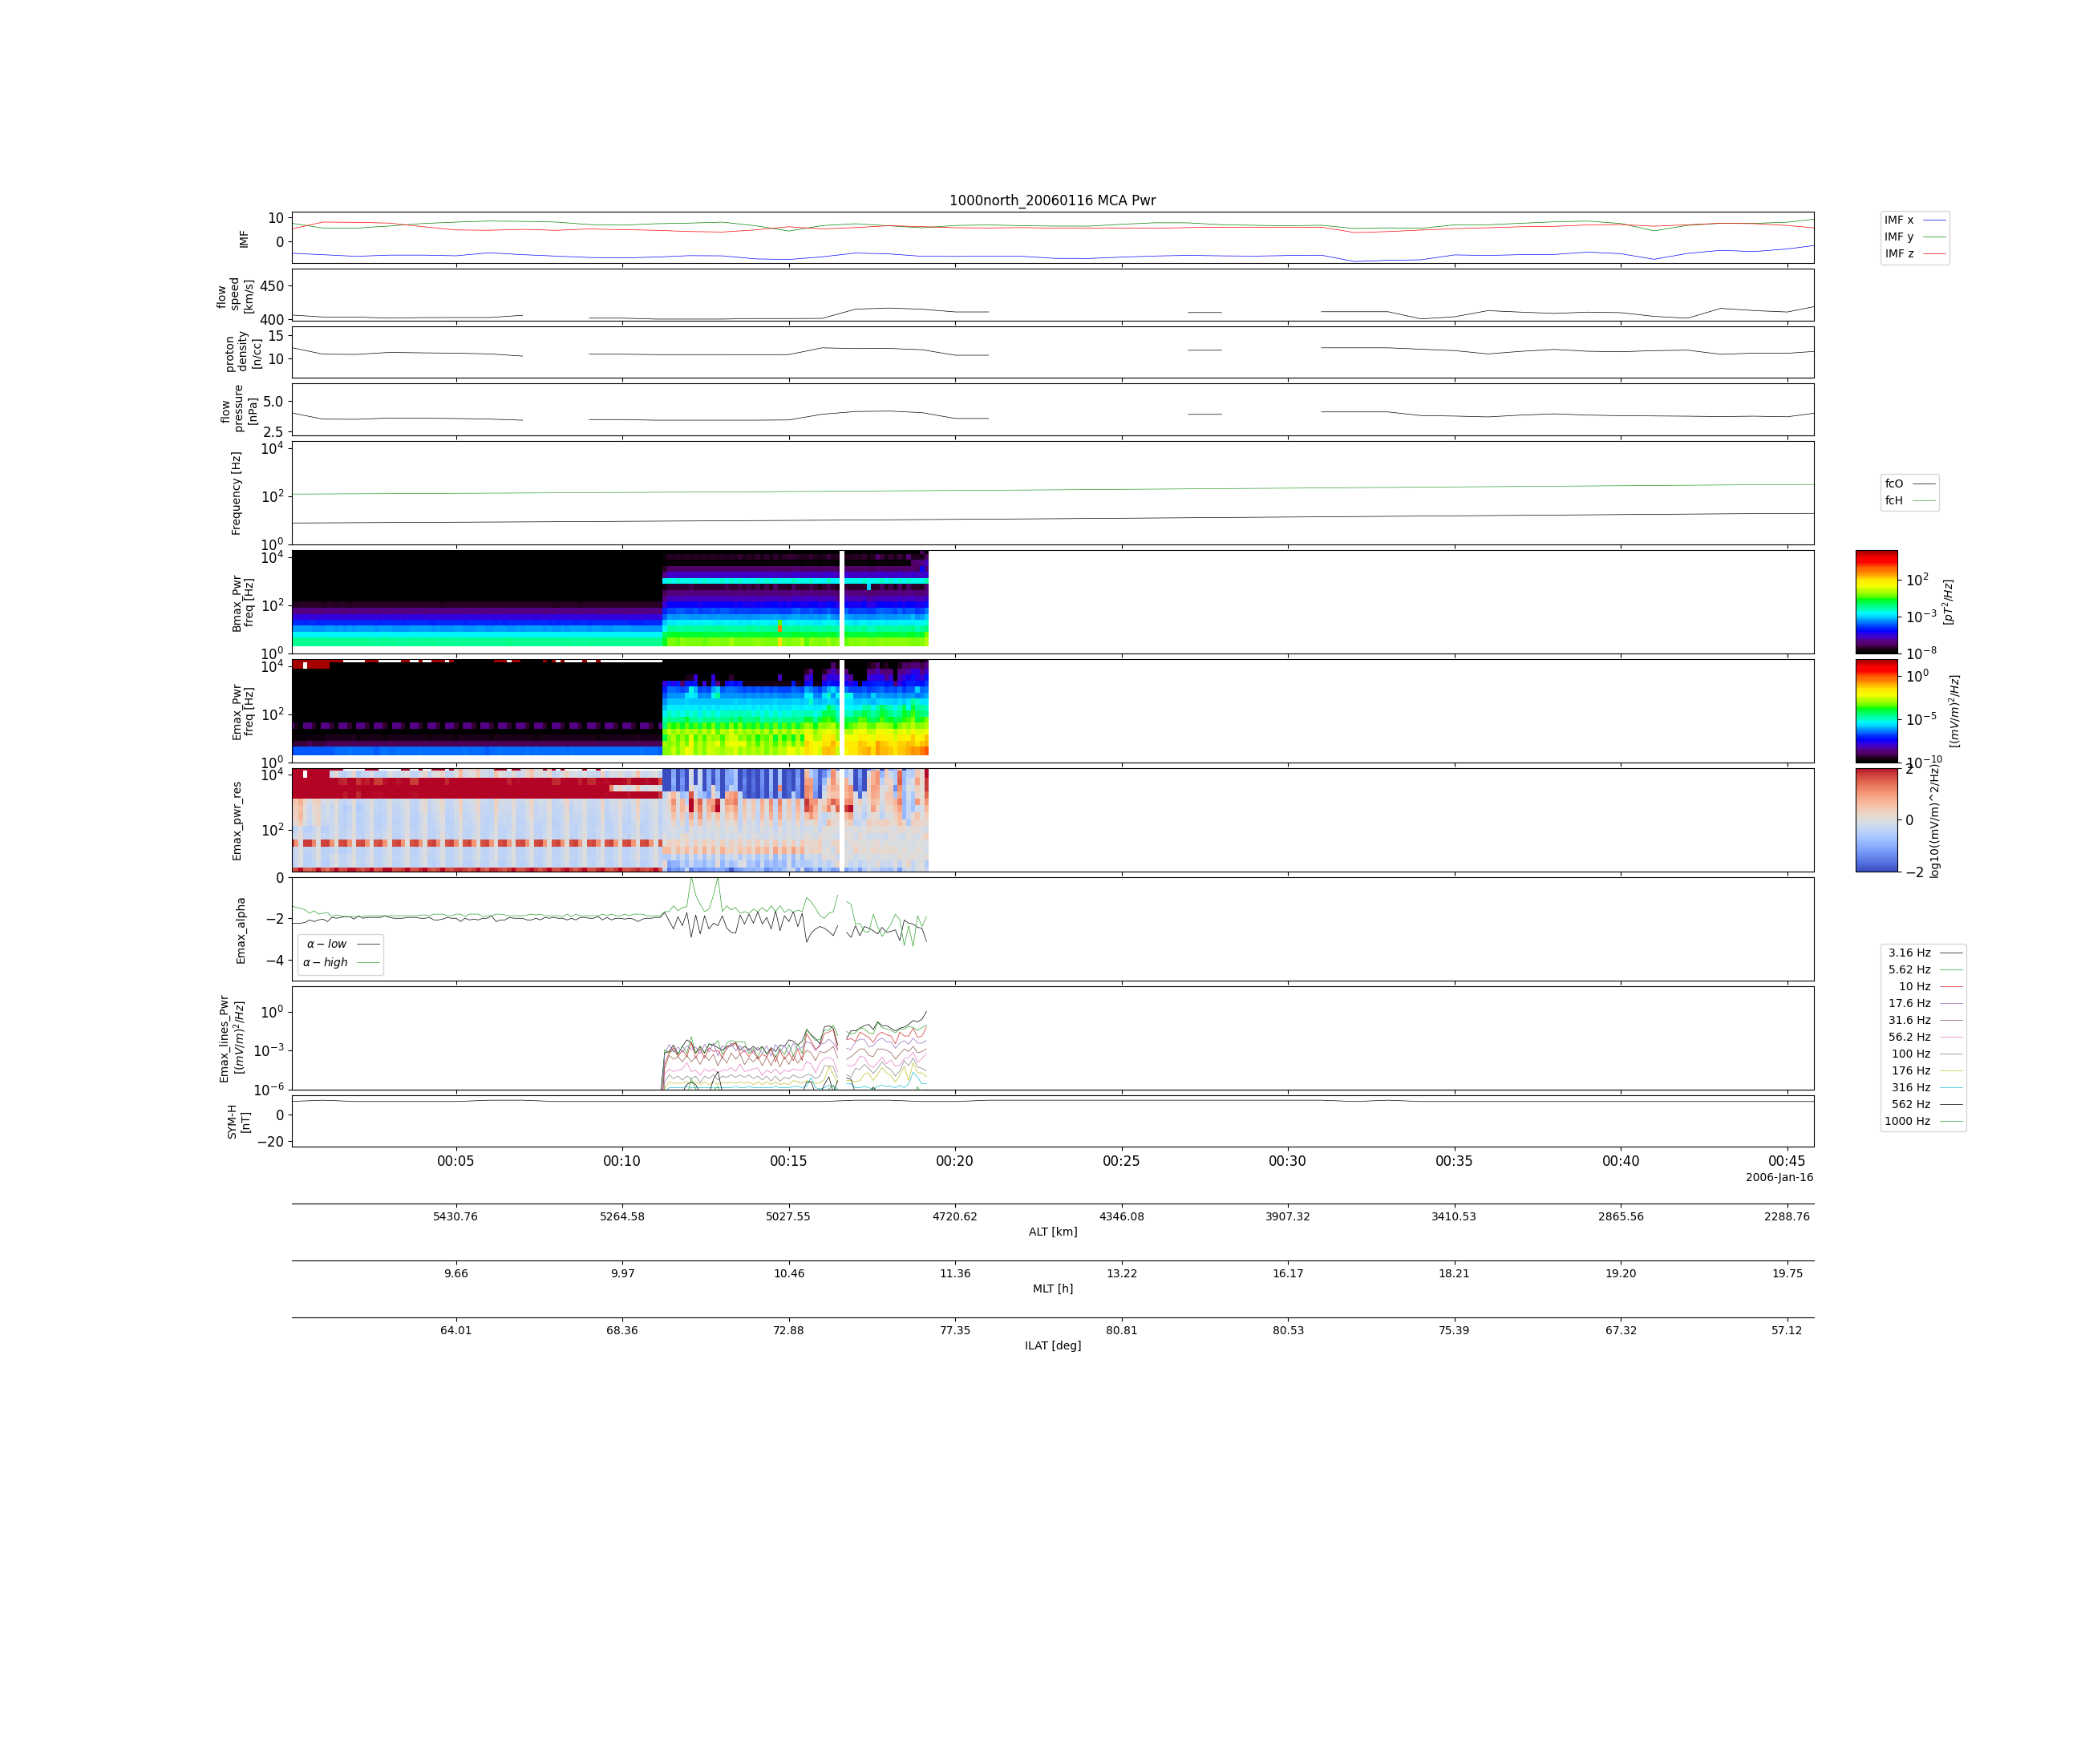 1000north_20060116 MCA Pwr
10
0
IMF
IMF x
IMF y
IMF z
450
400
flow
speed
[km/s]
15
10
proton
density
[n/cc]
5.0
2.5
flow
pressure
[nPa]
10^4
10^2
10^0
Frequency [Hz]
fcO
fcH
10^4
10^2
10^0
Bmax_Pwr
freq [Hz]
10^2
10^−3
10^−8
[pT^2/Hz]
10^4
10^2
10^0
Emax_Pwr
freq [Hz]
10^0
10^−5
10^−10
[(mV/m)^2/Hz]
10^4
10^2
Emax_pwr_res
2
0
−2
log10((mV/m)^2/Hz)
0
−2
−4
Emax_alpha
α − low
α − high
10^0
10^−3
10^−6
Emax_lines_Pwr
[(mV/m)^2/Hz]
3.16 Hz
5.62 Hz
10 Hz
17.6 Hz
31.6 Hz
56.2 Hz
100 Hz
176 Hz
316 Hz
562 Hz
1000 Hz
0
−20
SYM-H
[nT]
00:05 00:10 00:15 00:20 00:25 00:30 00:35 00:40 00:45
2006-Jan-16
5430.76 5264.58 5027.55 4720.62 4346.08 3907.32 3410.53 2865.56 2288.76
ALT [km]
9.66 9.97 10.46 11.36 13.22 16.17 18.21 19.20 19.75
MLT [h]
64.01 68.36 72.88 77.35 80.81 80.53 75.39 67.32 57.12
ILAT [deg]